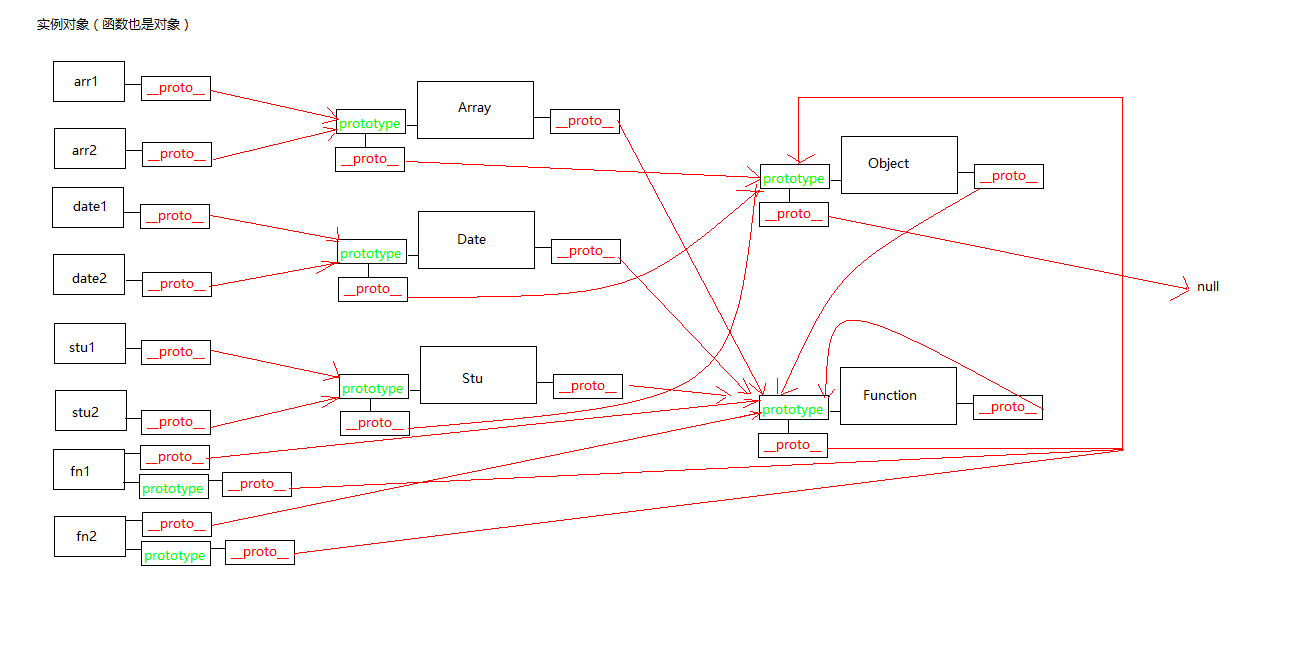 实例对象（函数也是对象）
arr1
__proto__
Array
prototype
__proto__
__proto__
arr2
__proto__
date1
__proto__
Date
prototype
__proto__
__proto__
date2
__proto__
stu1
__proto__
Stu
prototype
__proto__
__proto__
stu2
__proto__
fn1
__proto__
prototype
__proto__
fn2
__proto__
prototype
__proto__
Object
prototype
__proto__
__proto__
null
Function
prototype
__proto__
__proto__